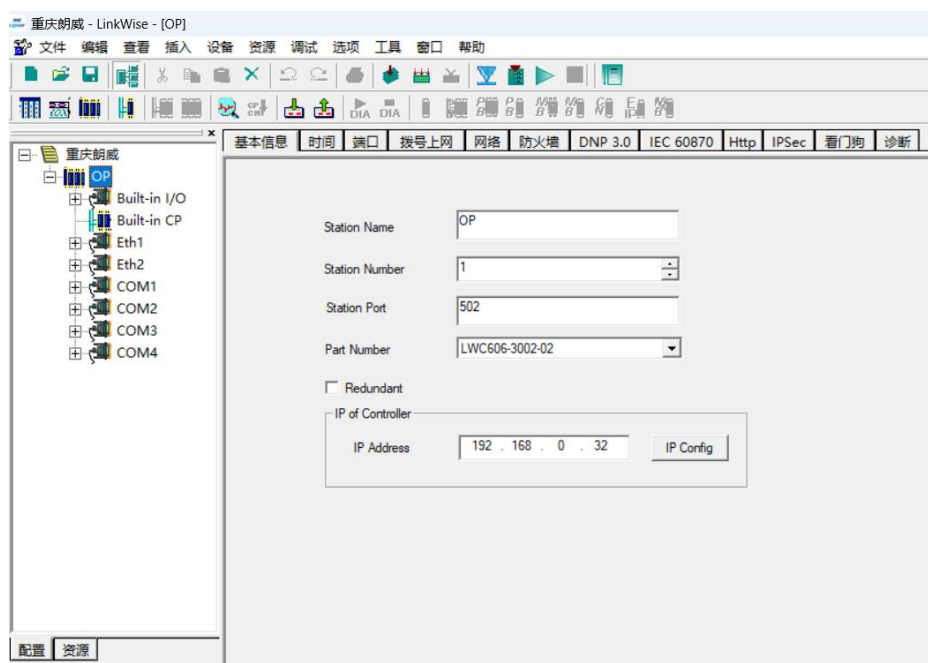 重庆朗威 - LinkWise - [OP]
文件 编辑 查看 插入 设备 资源 调试 选项 工具 窗口 帮助
DIA DIA
基本信息 时间 端口 拨号上网 网络 防火墙 DNP 3.0 IEC 60870 Http IPSec 看门狗 诊断
重庆朗威
OP
Built-in I/O
Built-in CP
Eth1
Eth2
COM1
COM2
COM3
COM4
Station Name OP
Station Number 1
Station Port 502
Part Number LWC606-3002-02
Redundant
IP of Controller
IP Address 192 . 168 . 0 . 32 IP Config
配置 资源